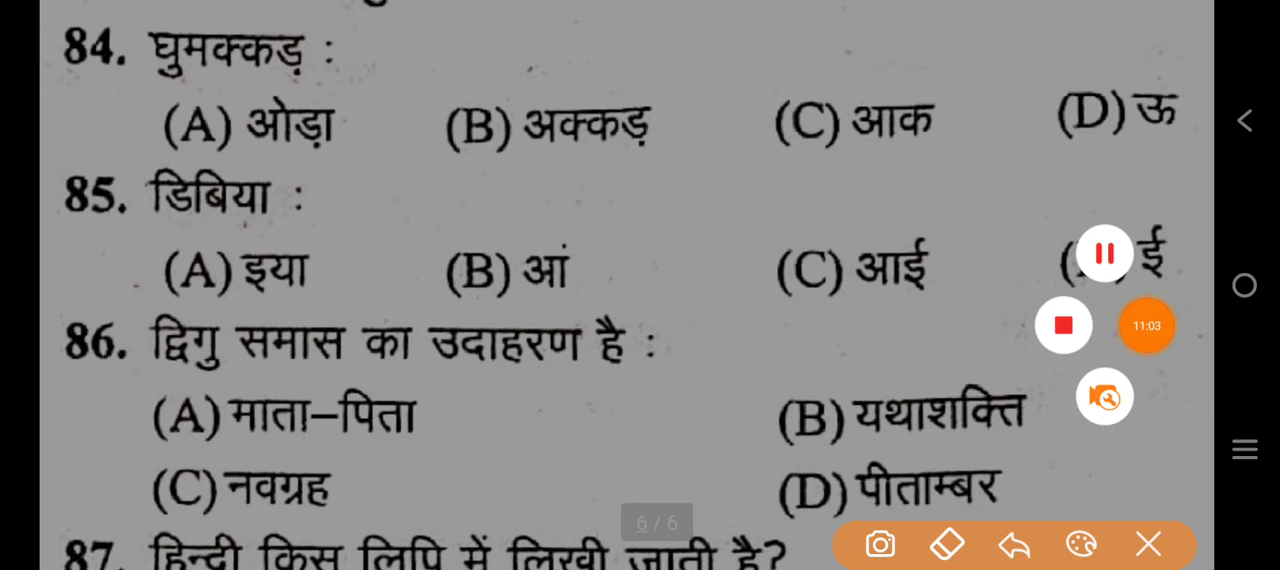 84. घुमक्कड़ :
(A) ओड़ा (B) अक्कड़ (C) आक (D) ऊ
85. डिबिया :
(A) इया (B) आं (C) आई ई
11:03
86. द्विगु समास का उदाहरण है :
(A) माता–पिता (B) यथाशक्ति
(C) नवग्रह (D) पीताम्बर
6 / 6
87. हिन्दी किस लिपि में लिखी जाती है?